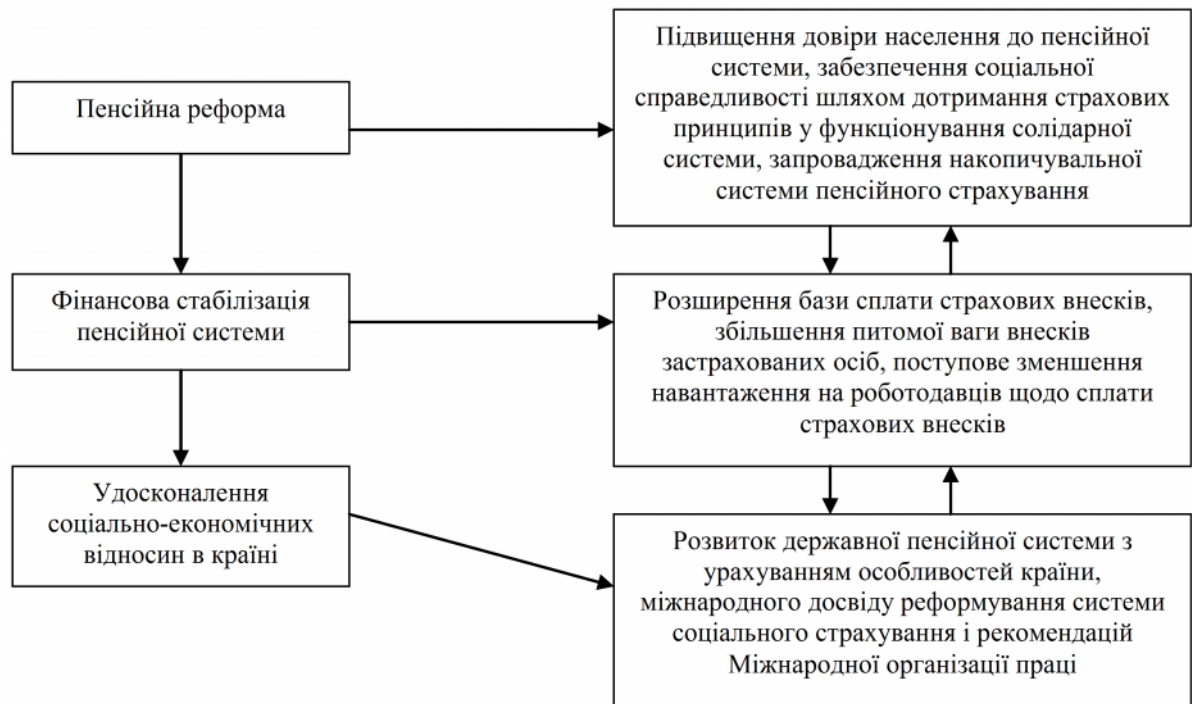 Пенсійна реформа
Підвищення довіри населення до пенсійної
системи, забезпечення соціальної
справедливості шляхом дотримання страхових
принципів у функціонування солідарної
системи, запровадження накопичувальної
системи пенсійного страхування
Фінансова стабілізація
пенсійної системи
Розширення бази сплати страхових внесків,
збільшення питомої ваги внесків
застрахованих осіб, поступове зменшення
навантаження на роботодавців щодо сплати
страхових внесків
Удосконалення
соціально-економічних
відносин в країні
Розвиток державної пенсійної системи з
урахуванням особливостей країни,
міжнародного досвіду реформування системи
соціального страхування і рекомендацій
Міжнародної організації праці